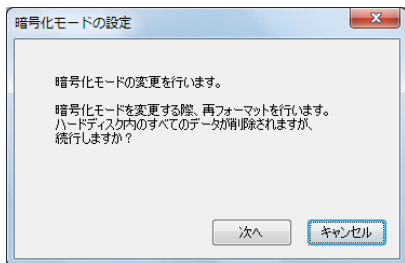 暗号化モードの設定
暗号化モードの変更を行います。
暗号化モードを変更する際、再フォーマットを行います。
ハードディスク内のすべてのデータが削除されますが、
続行しますか？
次へ
キャンセル